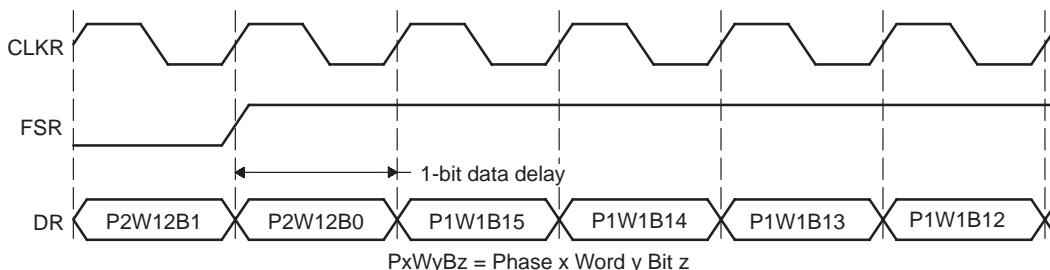 CLKR
FSR
1-bit data delay
DR P2W12B1 P2W12B0 P1W1B15 P1W1B14 P1W1B13 P1W1B12
PxWyBz = Phase x Word y Bit z